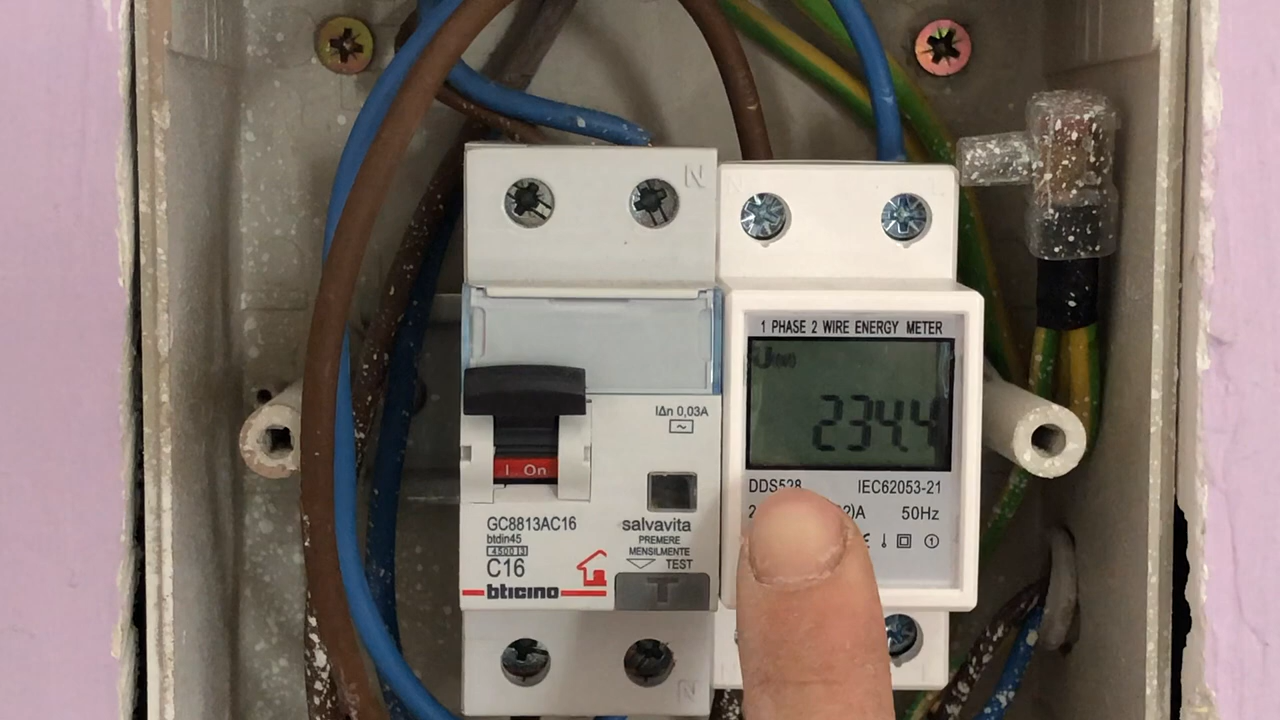 N
1 PHASE 2 WIRE ENERGY METER
234.4
IΔn 0,03A
I On
DDS528 IEC62053-21
50Hz
GC8813AC16
btdin45
4500 3
C16
bticino
salvavita
PREMERE
MENSILMENTE
TEST
T
N